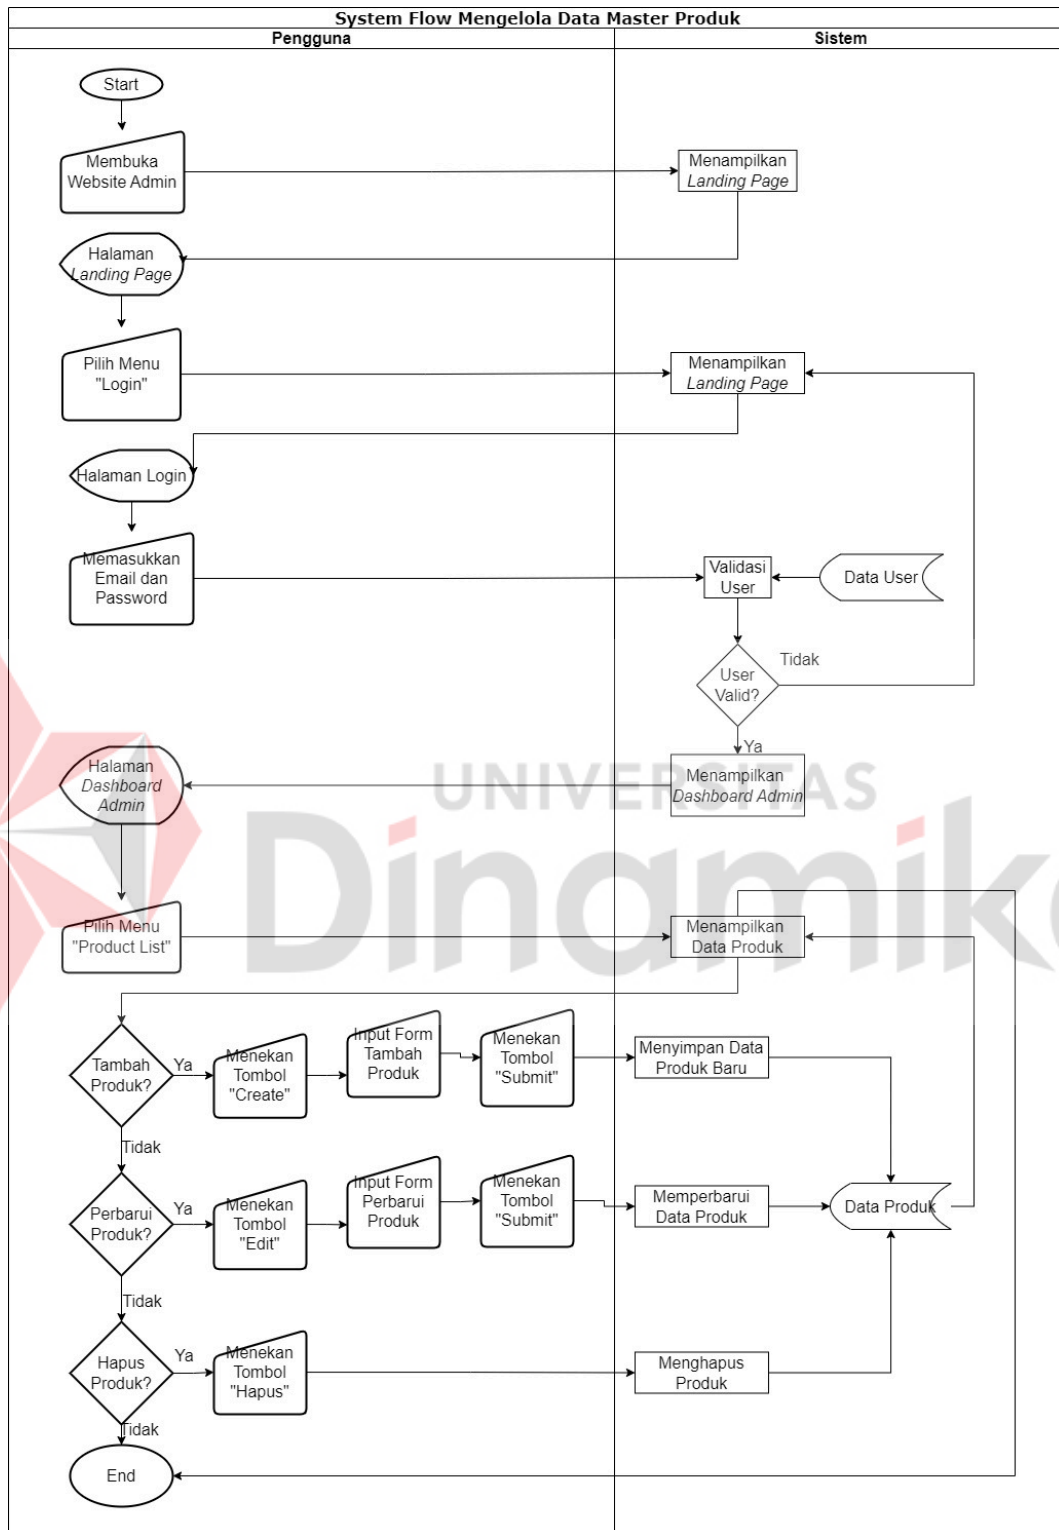 System Flow Mengelola Data Master Produk
Pengguna
Sistem
Start
Membuka
Website Admin
Menampilkan
Landing Page
Halaman
Landing Page
Pilih Menu
"Login"
Menampilkan
Landing Page
Halaman Login
Memasukkan
Email dan
Password
Validasi
User
Data User
User
Valid?
Tidak
Ya
Halaman
Dashboard
Admin
Menampilkan
Dashboard Admin
UNIVERSITAS
Dinamika
Pilih Menu
"Product List"
Menampilkan
Data Produk
Tambah
Produk?
Ya
Menekan
Tombol
"Create"
Input Form
Tambah
Produk
Menekan
Tombol
"Submit"
Menyimpan Data
Produk Baru
Tidak
Perbarui
Produk?
Ya
Menekan
Tombol
"Edit"
Input Form
Perbarui
Produk
Menekan
Tombol
"Submit"
Memperbarui
Data Produk
Data Produk
Tidak
Hapus
Produk?
Ya
Menekan
Tombol
"Hapus"
Menghapus
Produk
Tidak
End